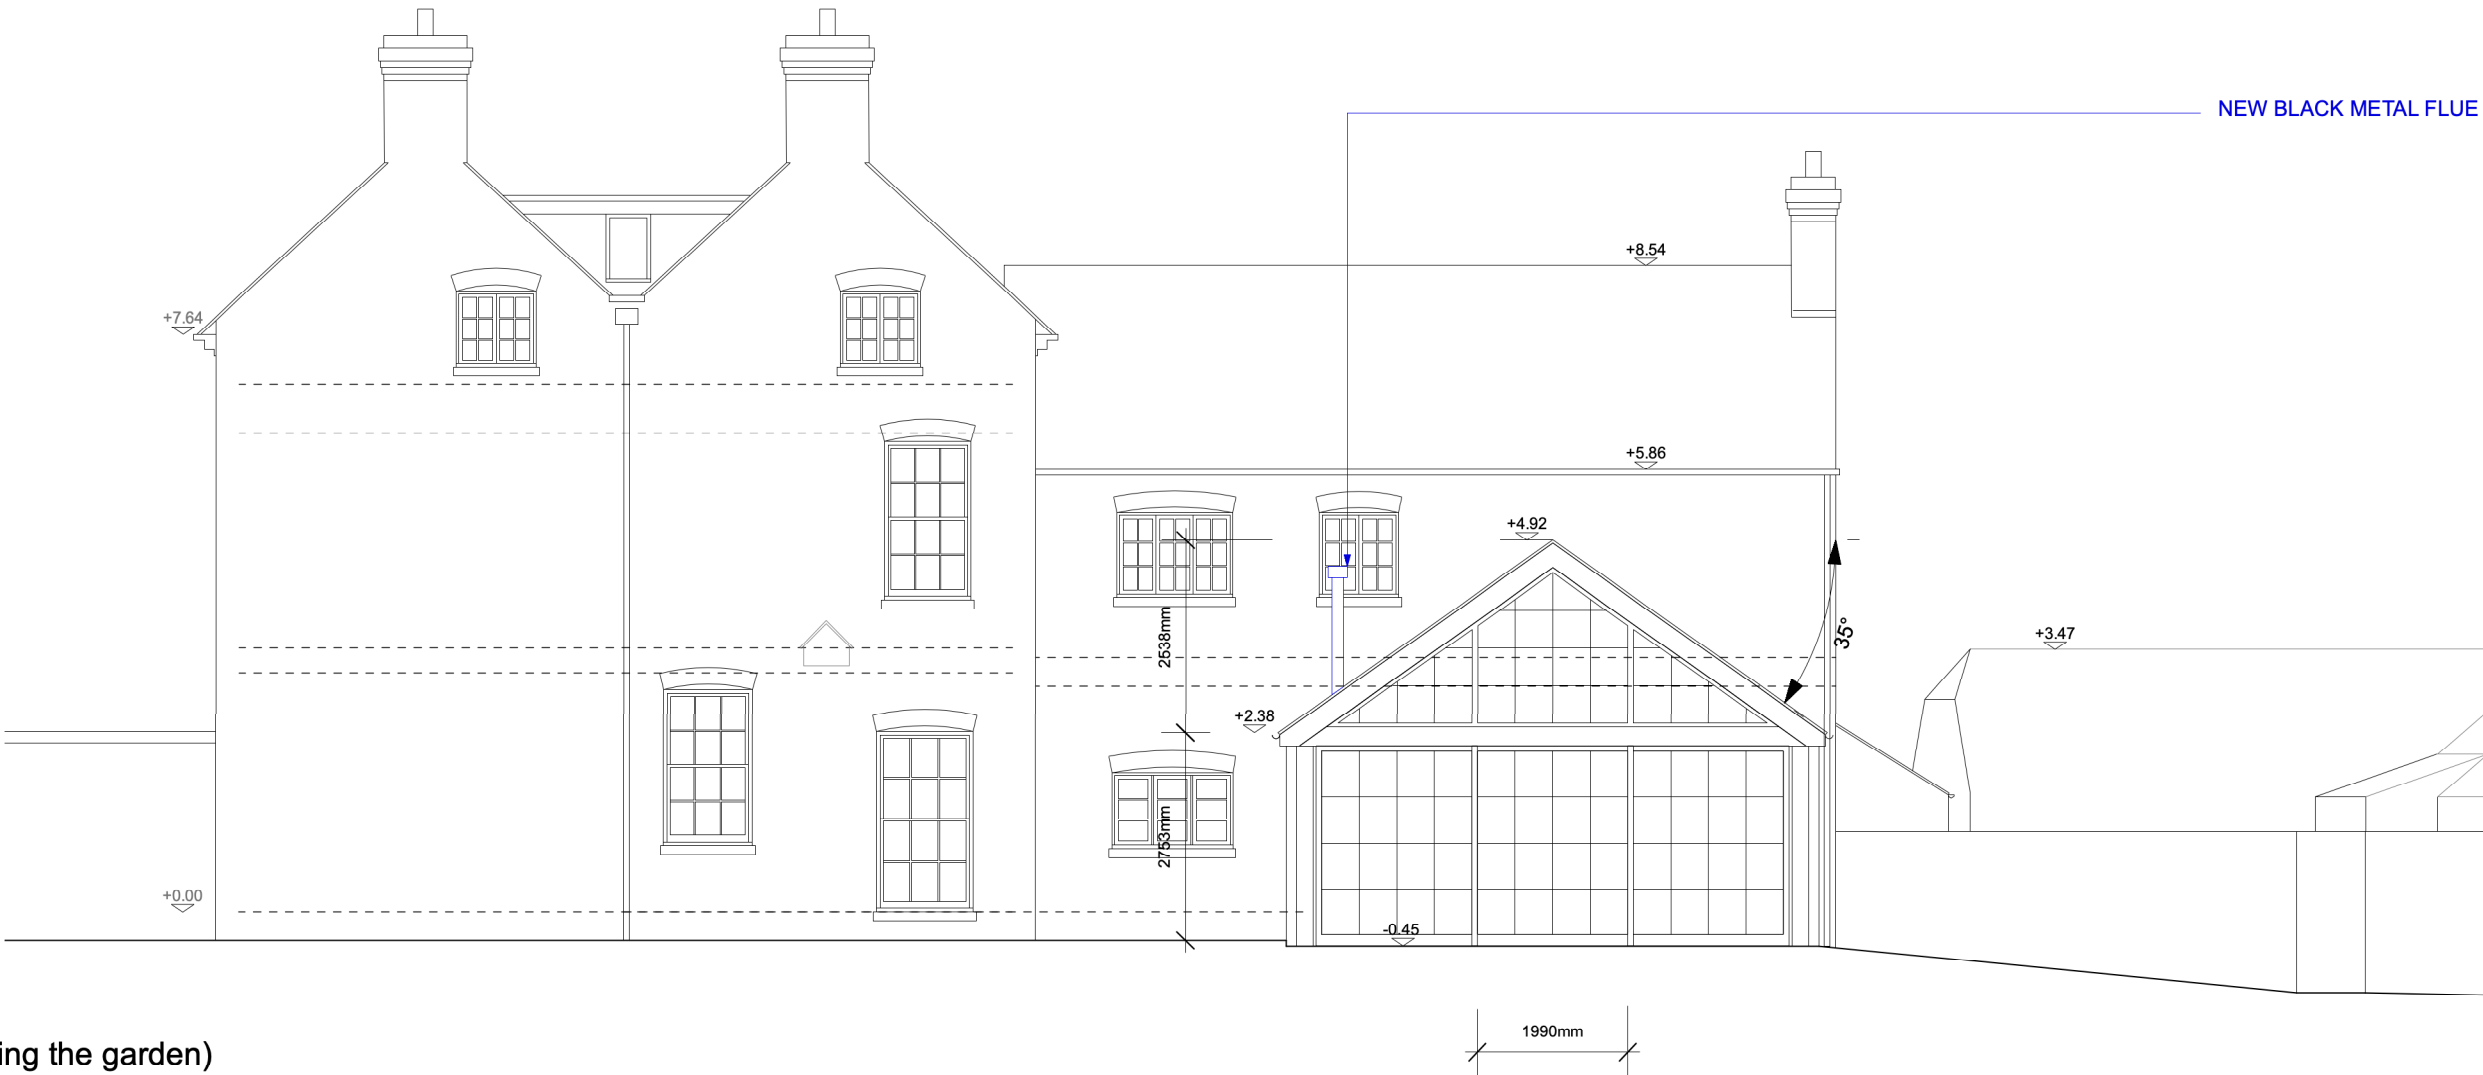 NEW BLACK METAL FLUE
+8.54
+7.64
+5.86
+4.92
35°
+3.47
2538mm
+2.38
2753mm
+0.00
-0.45
1990mm
ing the garden)